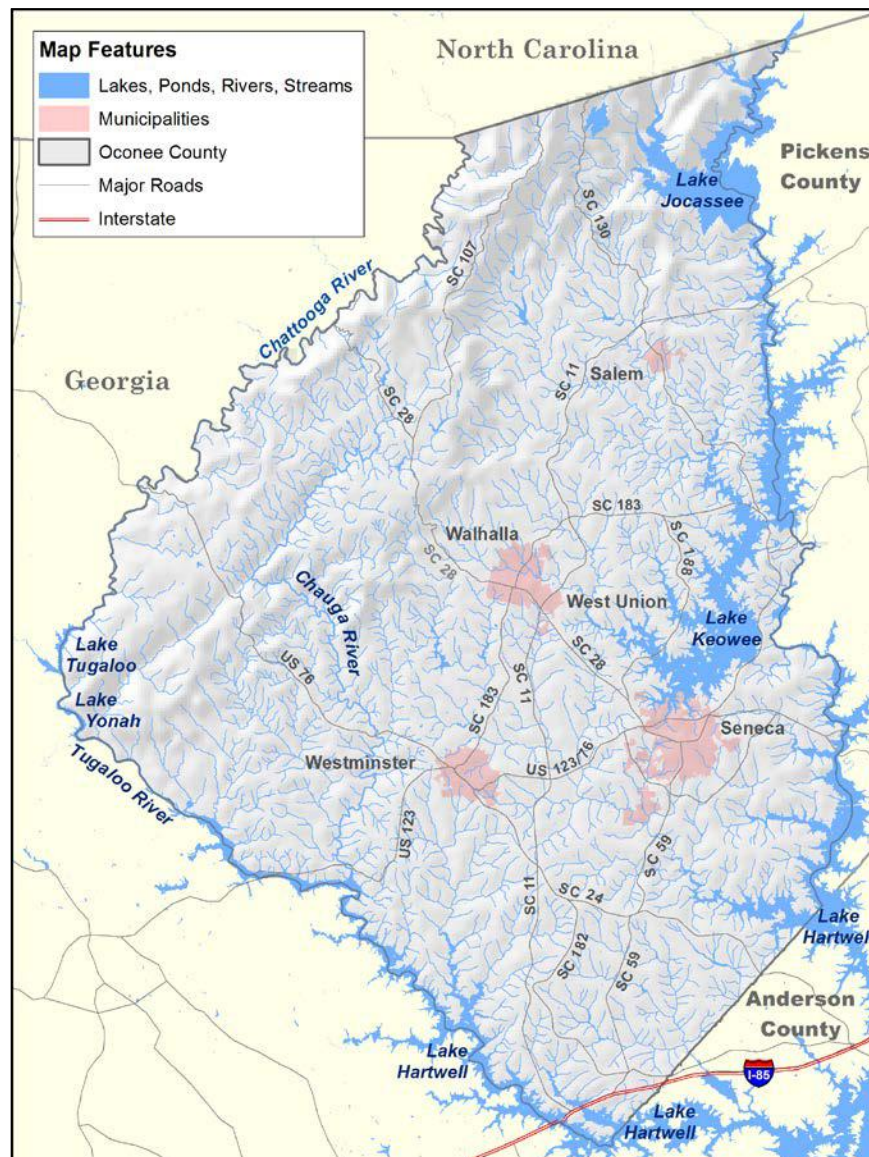 Map Features
Lakes, Ponds, Rivers, Streams
Municipalities
Oconee County
Major Roads
Interstate
North Carolina
Pickens
County
Lake
Jocassee
SC 130
SC 107
Chattooga River
Georgia
SC 11
Salem
SC 28
SC 183
Walhalla
SC 188
SC 28
West Union
Chauga River
Lake
Keowee
Lake
Tugaloo
SC 28
US 76
SC 11
SC 183
Lake
Yonah
Seneca
Tugaloo River
Westminster
US 123/76
US 123
SC 59
SC 11
SC 24
Lake
Hartwell
SC 182
SC 59
Anderson
County
Lake
Hartwell
I-85
Lake
Hartwell